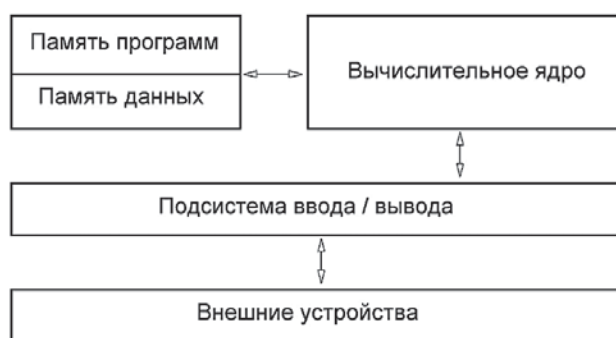 Память программ
Память данных
Вычислительное ядро
Подсистема ввода / вывода
Внешние устройства